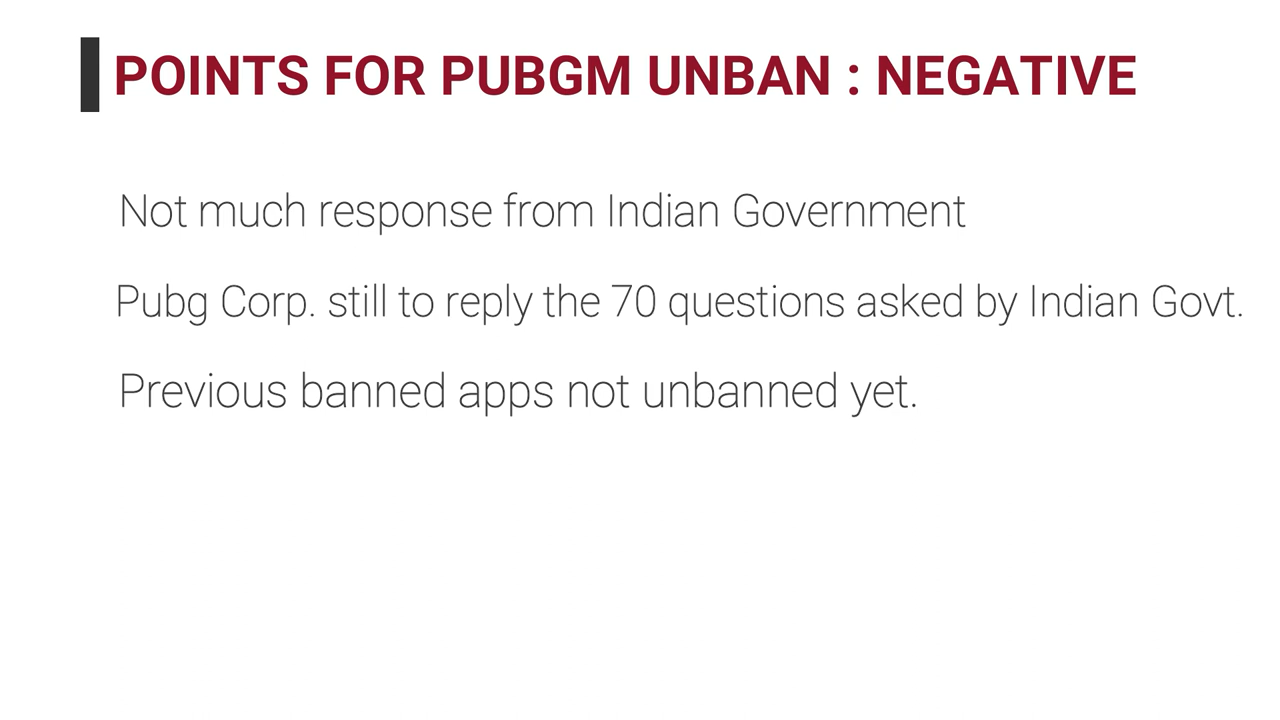 POINTS FOR PUBGM UNBAN : NEGATIVE
Not much response from Indian Government
Pubg Corp. still to reply the 70 questions asked by Indian Govt.
Previous banned apps not unbanned yet.